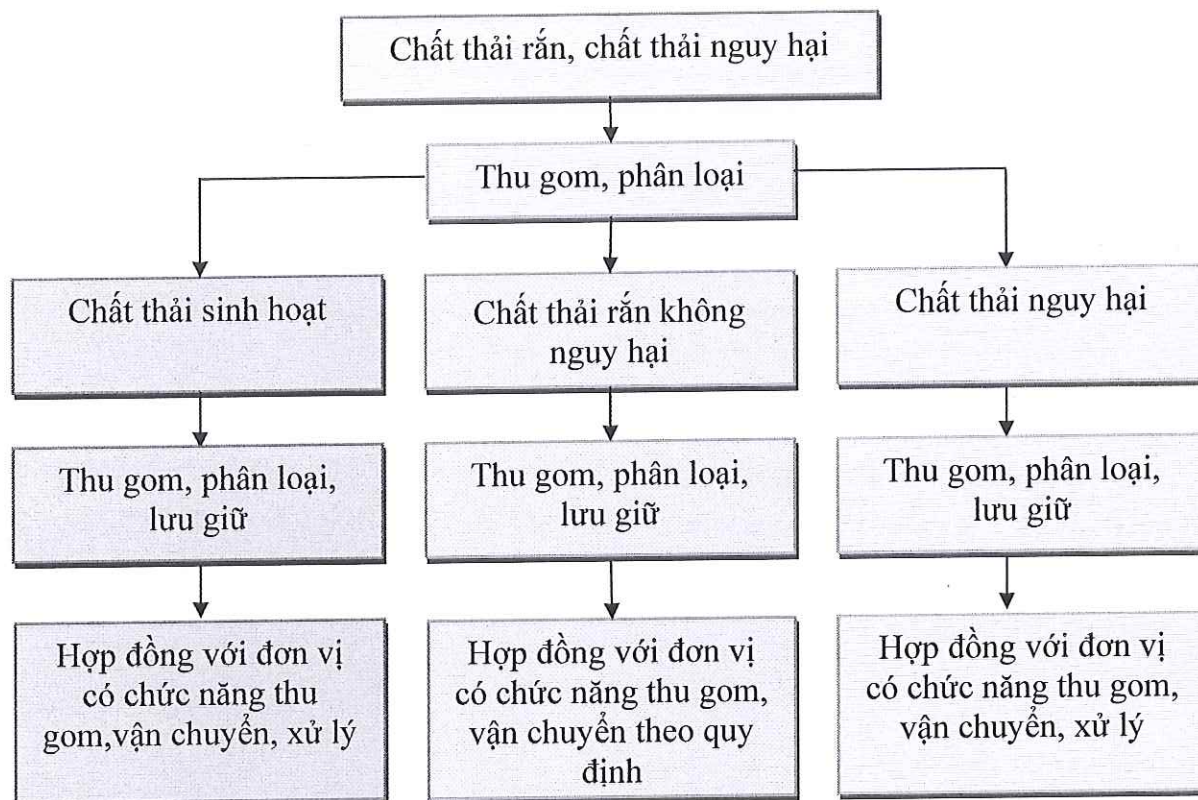 Chất thải rắn, chất thải nguy hại
Thu gom, phân loại
Chất thải sinh hoạt
Chất thải rắn không
nguy hại
Chất thải nguy hại
Thu gom, phân loại,
lưu giữ
Thu gom, phân loại,
lưu giữ
Thu gom, phân loại,
lưu giữ
Hợp đồng với đơn vị
có chức năng thu
gom,vận chuyển, xử lý
Hợp đồng với đơn vị
có chức năng thu gom,
vận chuyển theo quy
định
Hợp đồng với đơn vị
có chức năng thu gom,
vận chuyển, xử lý